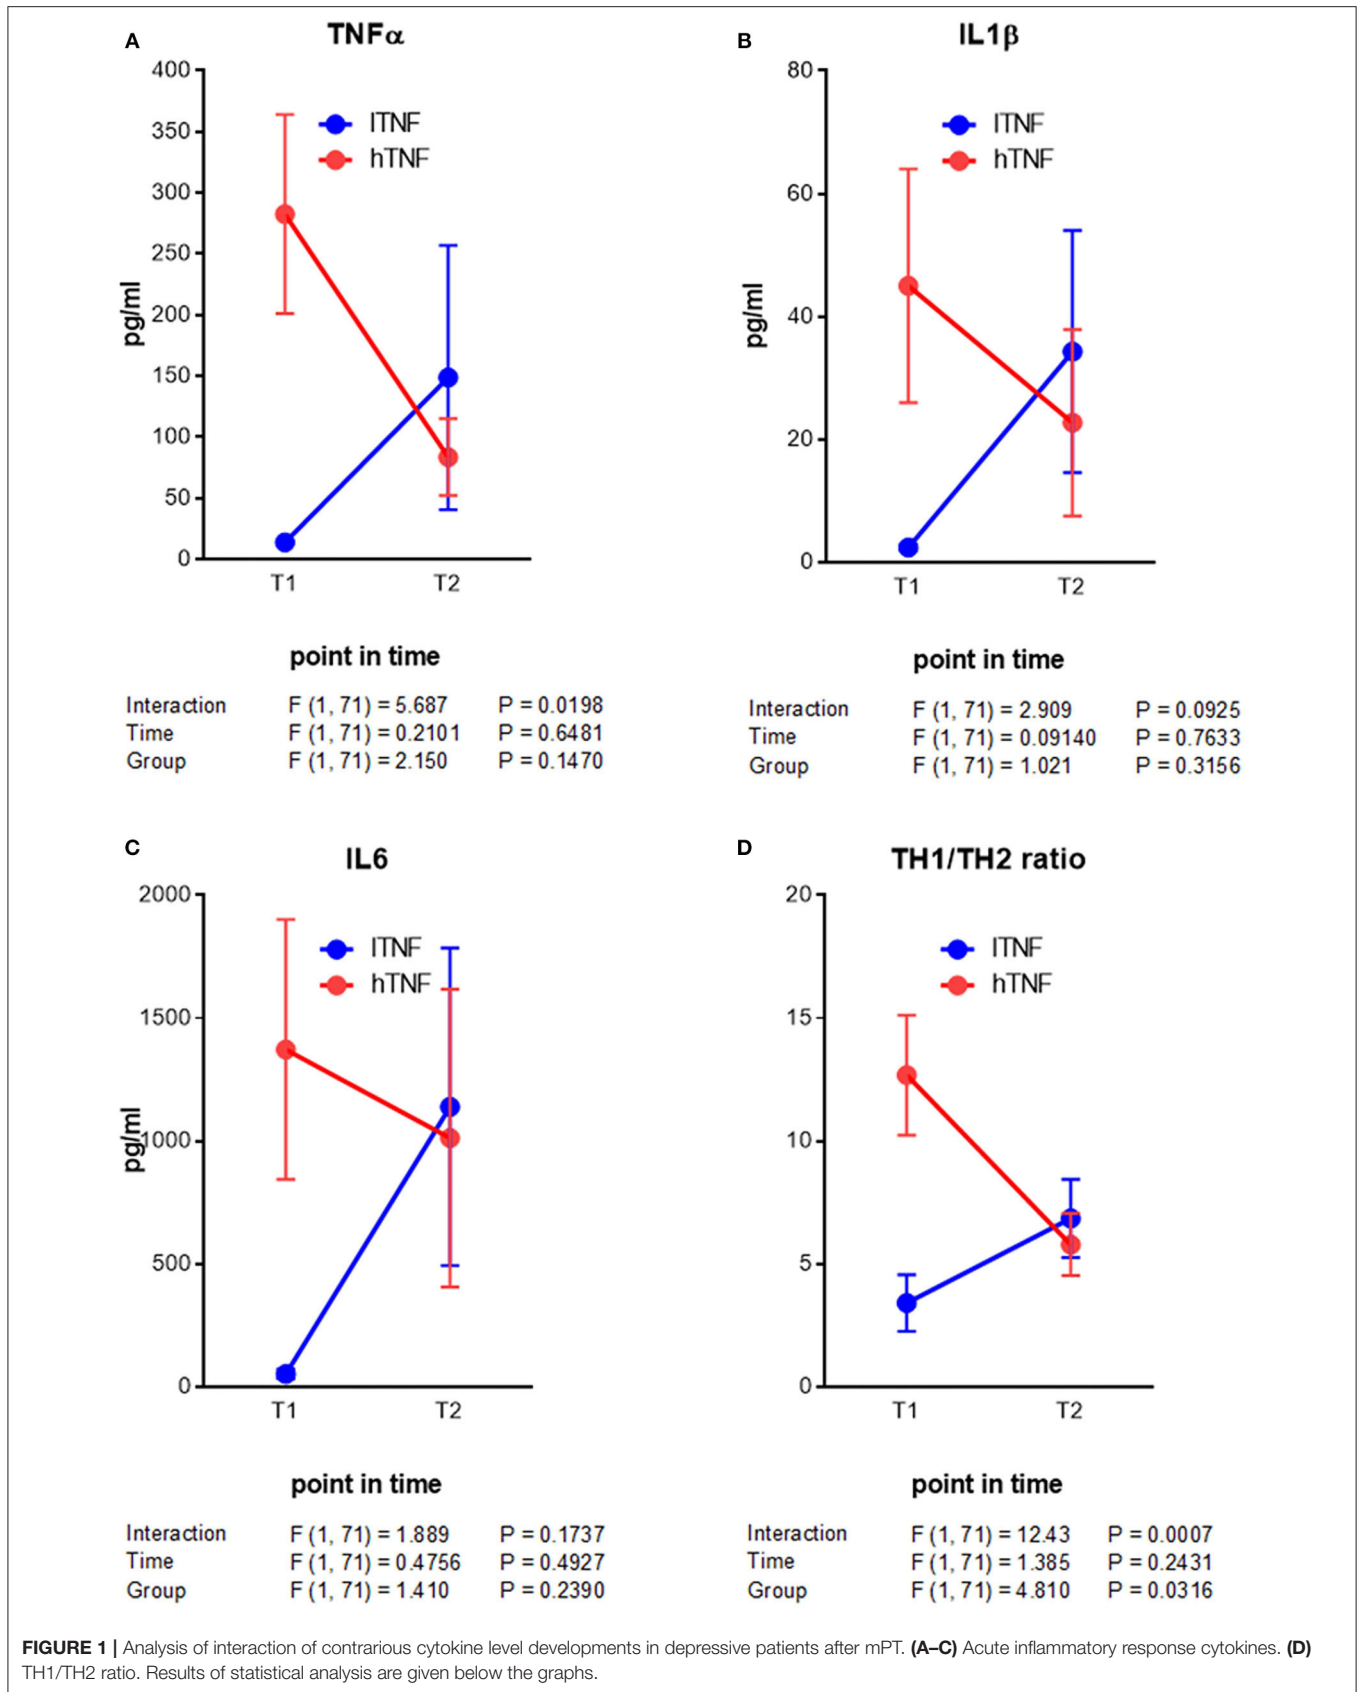 A
TNFα
400
350
300
250
200
150
100
50
0
pg/ml
lTNF
hTNF
T1 T2
point in time
Interaction F (1, 71) = 5.687 P = 0.0198
Time F (1, 71) = 0.2101 P = 0.6481
Group F (1, 71) = 2.150 P = 0.1470
B
IL1β
80
60
40
20
0
pg/ml
lTNF
hTNF
T1 T2
point in time
Interaction F (1, 71) = 2.909 P = 0.0925
Time F (1, 71) = 0.09140 P = 0.7633
Group F (1, 71) = 1.021 P = 0.3156
C
IL6
2000
1500
1000
500
0
pg/ml
lTNF
hTNF
T1 T2
point in time
Interaction F (1, 71) = 1.889 P = 0.1737
Time F (1, 71) = 0.4756 P = 0.4927
Group F (1, 71) = 1.410 P = 0.2390
D
TH1/TH2 ratio
20
15
10
5
0
lTNF
hTNF
T1 T2
point in time
Interaction F (1, 71) = 12.43 P = 0.0007
Time F (1, 71) = 1.385 P = 0.2431
Group F (1, 71) = 4.810 P = 0.0316
FIGURE 1 | Analysis of interaction of contrarious cytokine level developments in depressive patients after mPT. (A–C) Acute inflammatory response cytokines. (D)
TH1/TH2 ratio. Results of statistical analysis are given below the graphs.